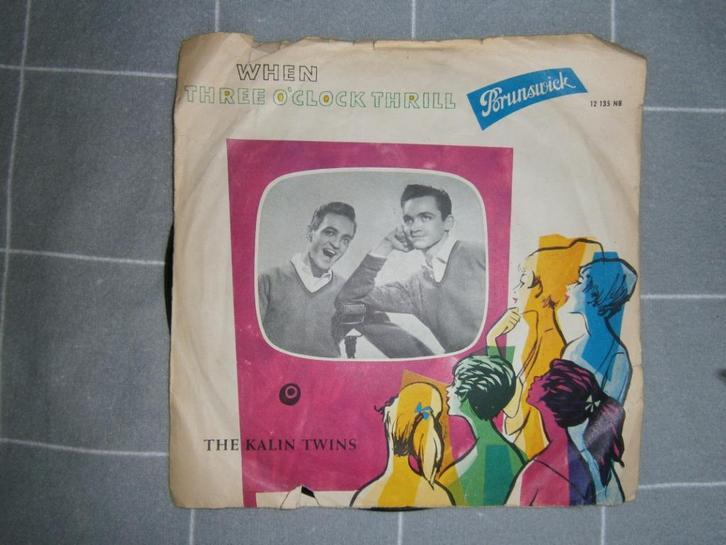 WHEN
THREE O'CLOCK THRILL
Brunswick
12 135 NB
THE KALIN TWINS